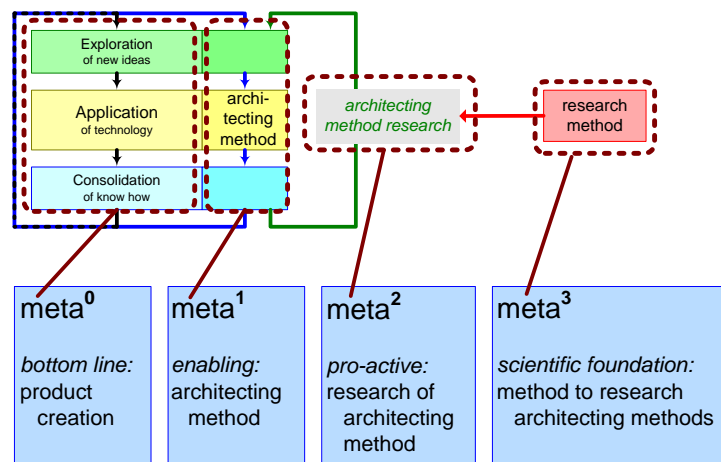 Exploration
of new ideas
Application
of technology
archi-
tecting
method
Consolidation
of know how
architecting
method research
research
method
meta⁰
bottom line:
product
creation
meta¹
enabling:
architecting
method
meta²
pro-active:
research of
architecting
method
meta³
scientific foundation:
method to research
architecting methods